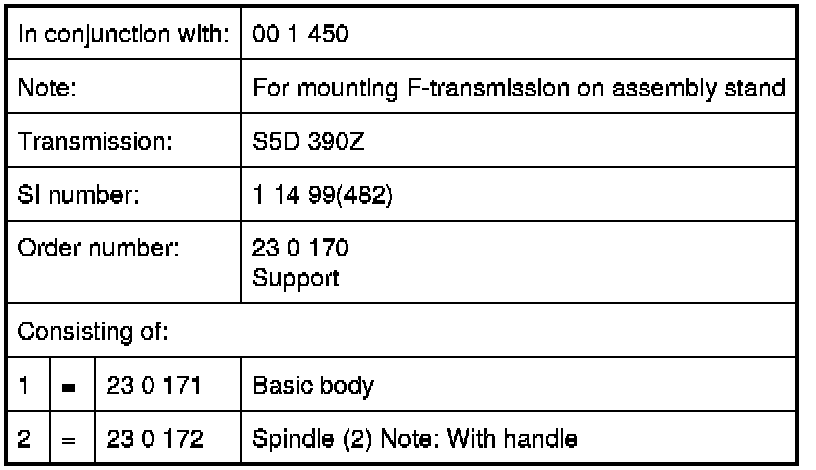 In conjunction with: 00 1 450
Note: For mounting F-transmission on assembly stand
Transmission: S5D 390Z
SI number: 1 14 99(482)
Order number: 23 0 170
Support
Consisting of:
1 = 23 0 171 Basic body
2 = 23 0 172 Spindle (2) Note: With handle